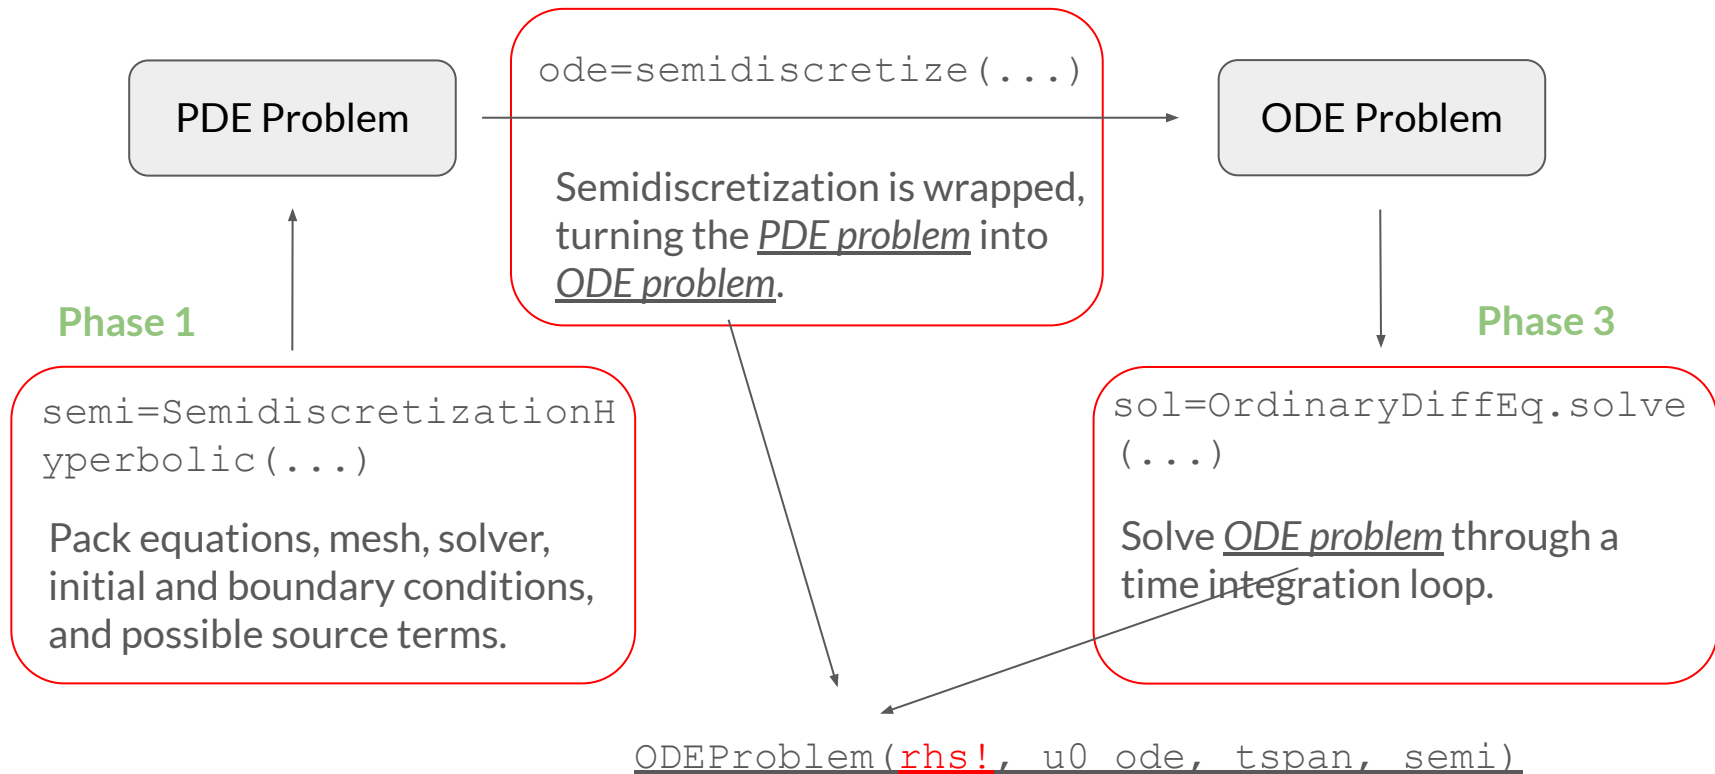 ode=semidiscretize(...)
PDE Problem
ODE Problem
Semidiscretization is wrapped,
turning the PDE problem into
ODE problem.
Phase 1
Phase 3
semi=SemidiscretizationH
yperbolic(...)
Pack equations, mesh, solver,
initial and boundary conditions,
and possible source terms.
sol=OrdinaryDiffEq.solve
(...)
Solve ODE problem through a
time integration loop.
ODEProblem(rhs!, u0_ode, tspan, semi)